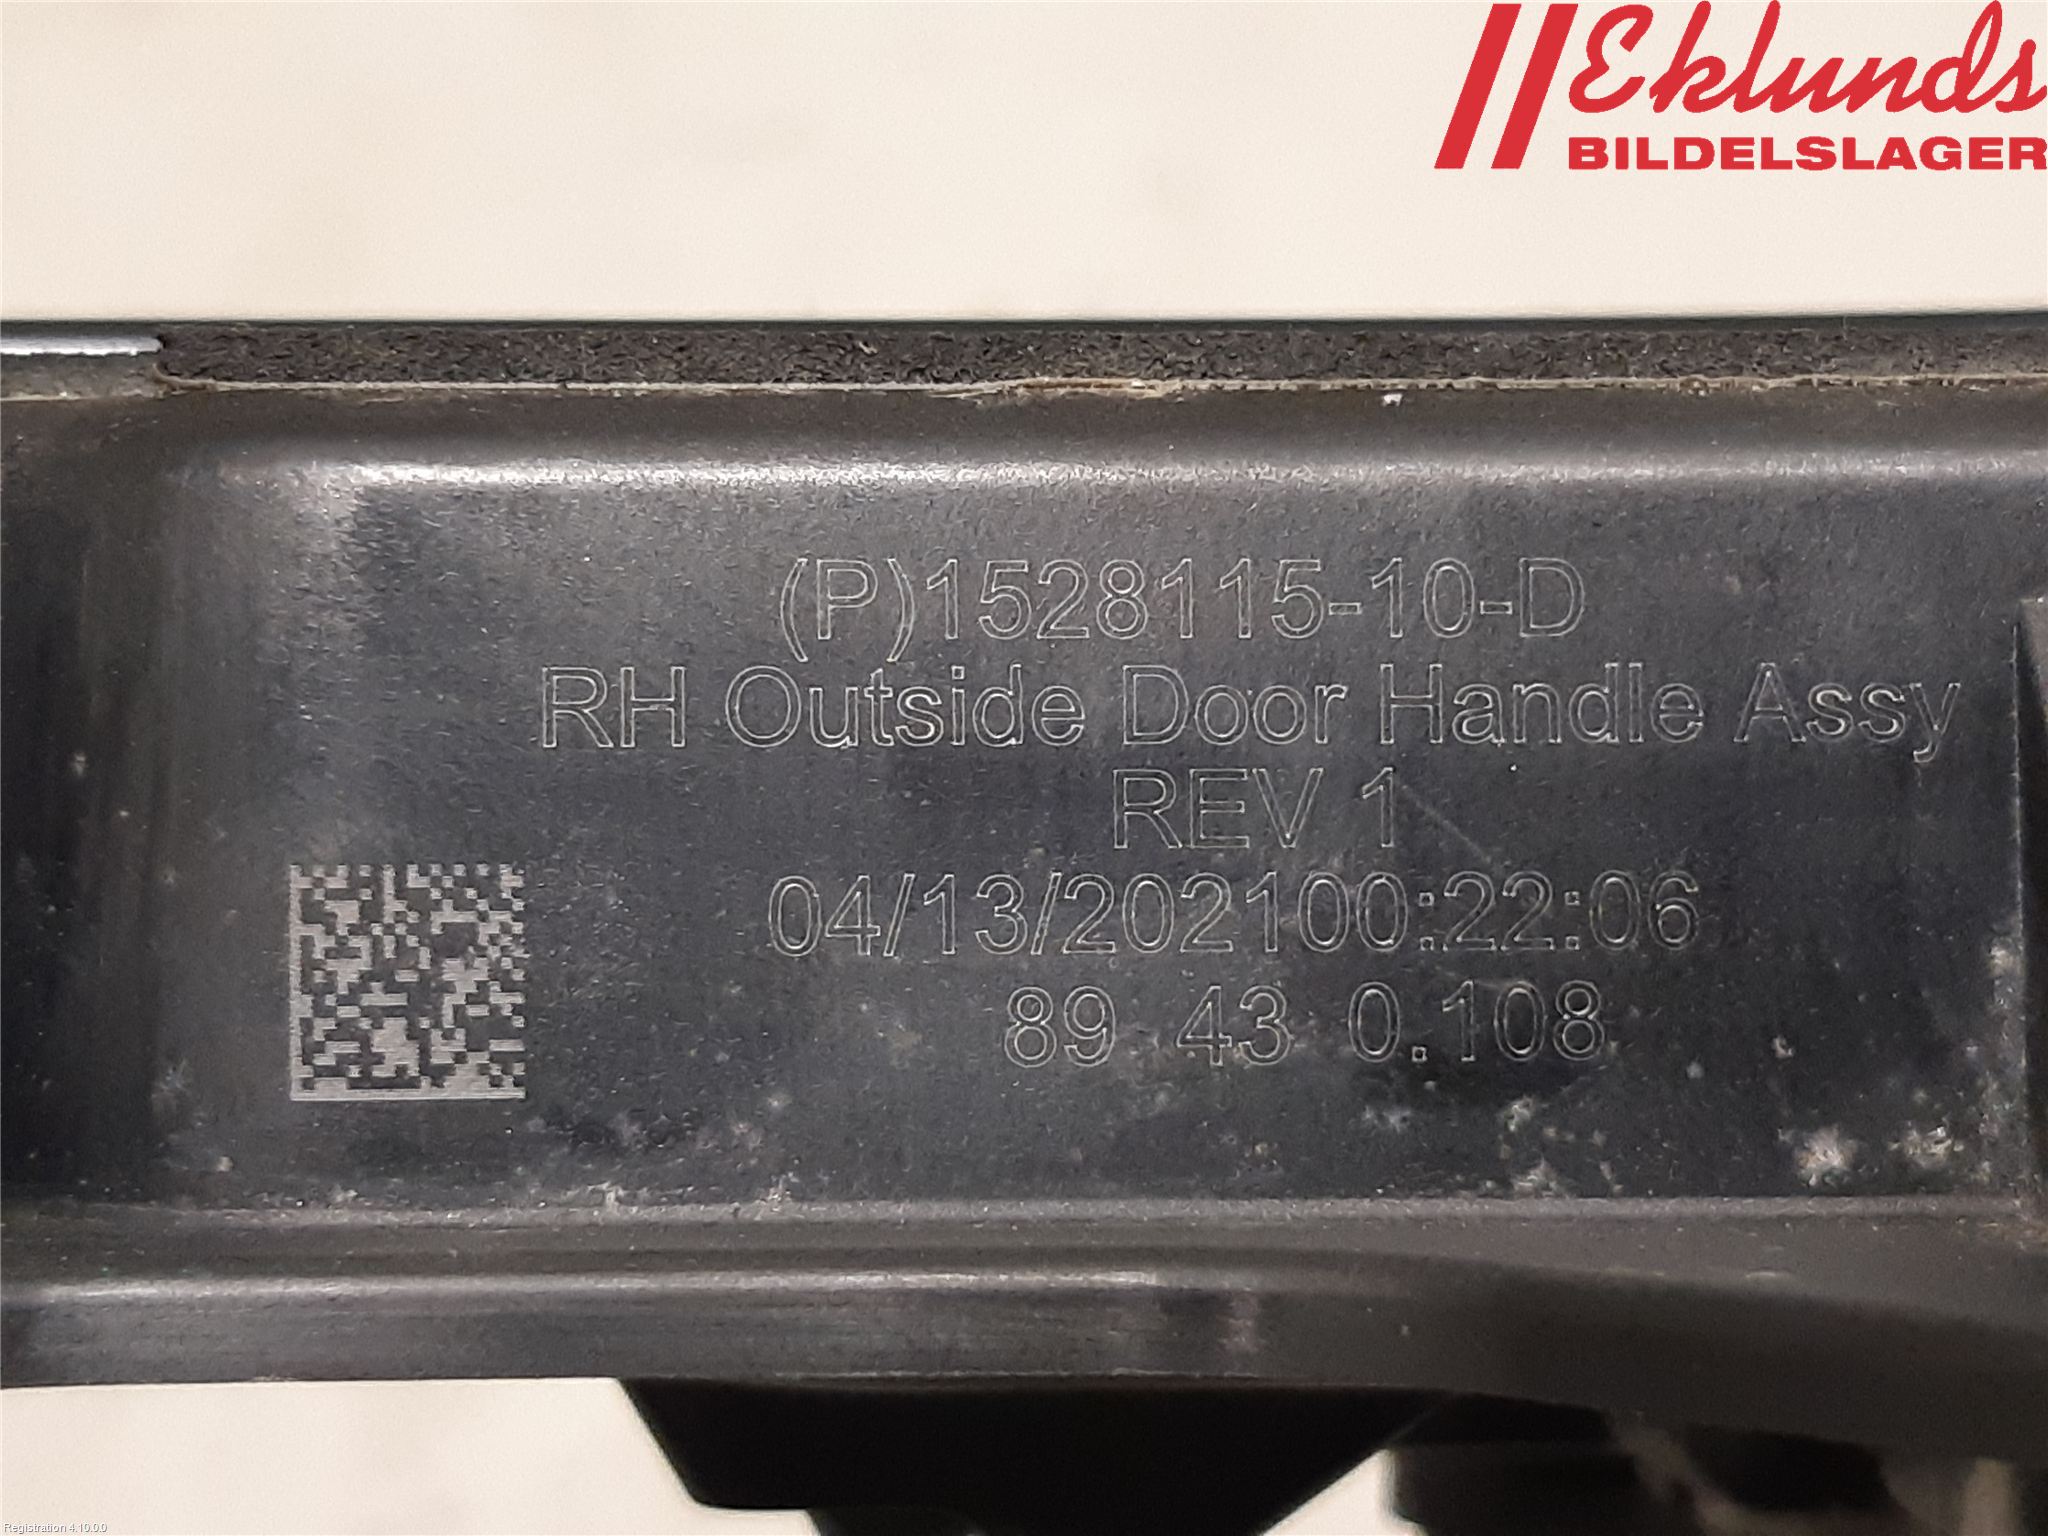 Eklunds
BILDELSLAGER
(P)1528115-10-D
RH Outside Door Handle Assy
REV 1
04/13/202100:22:06
89 43 0.108
Registration 4.10.0.0